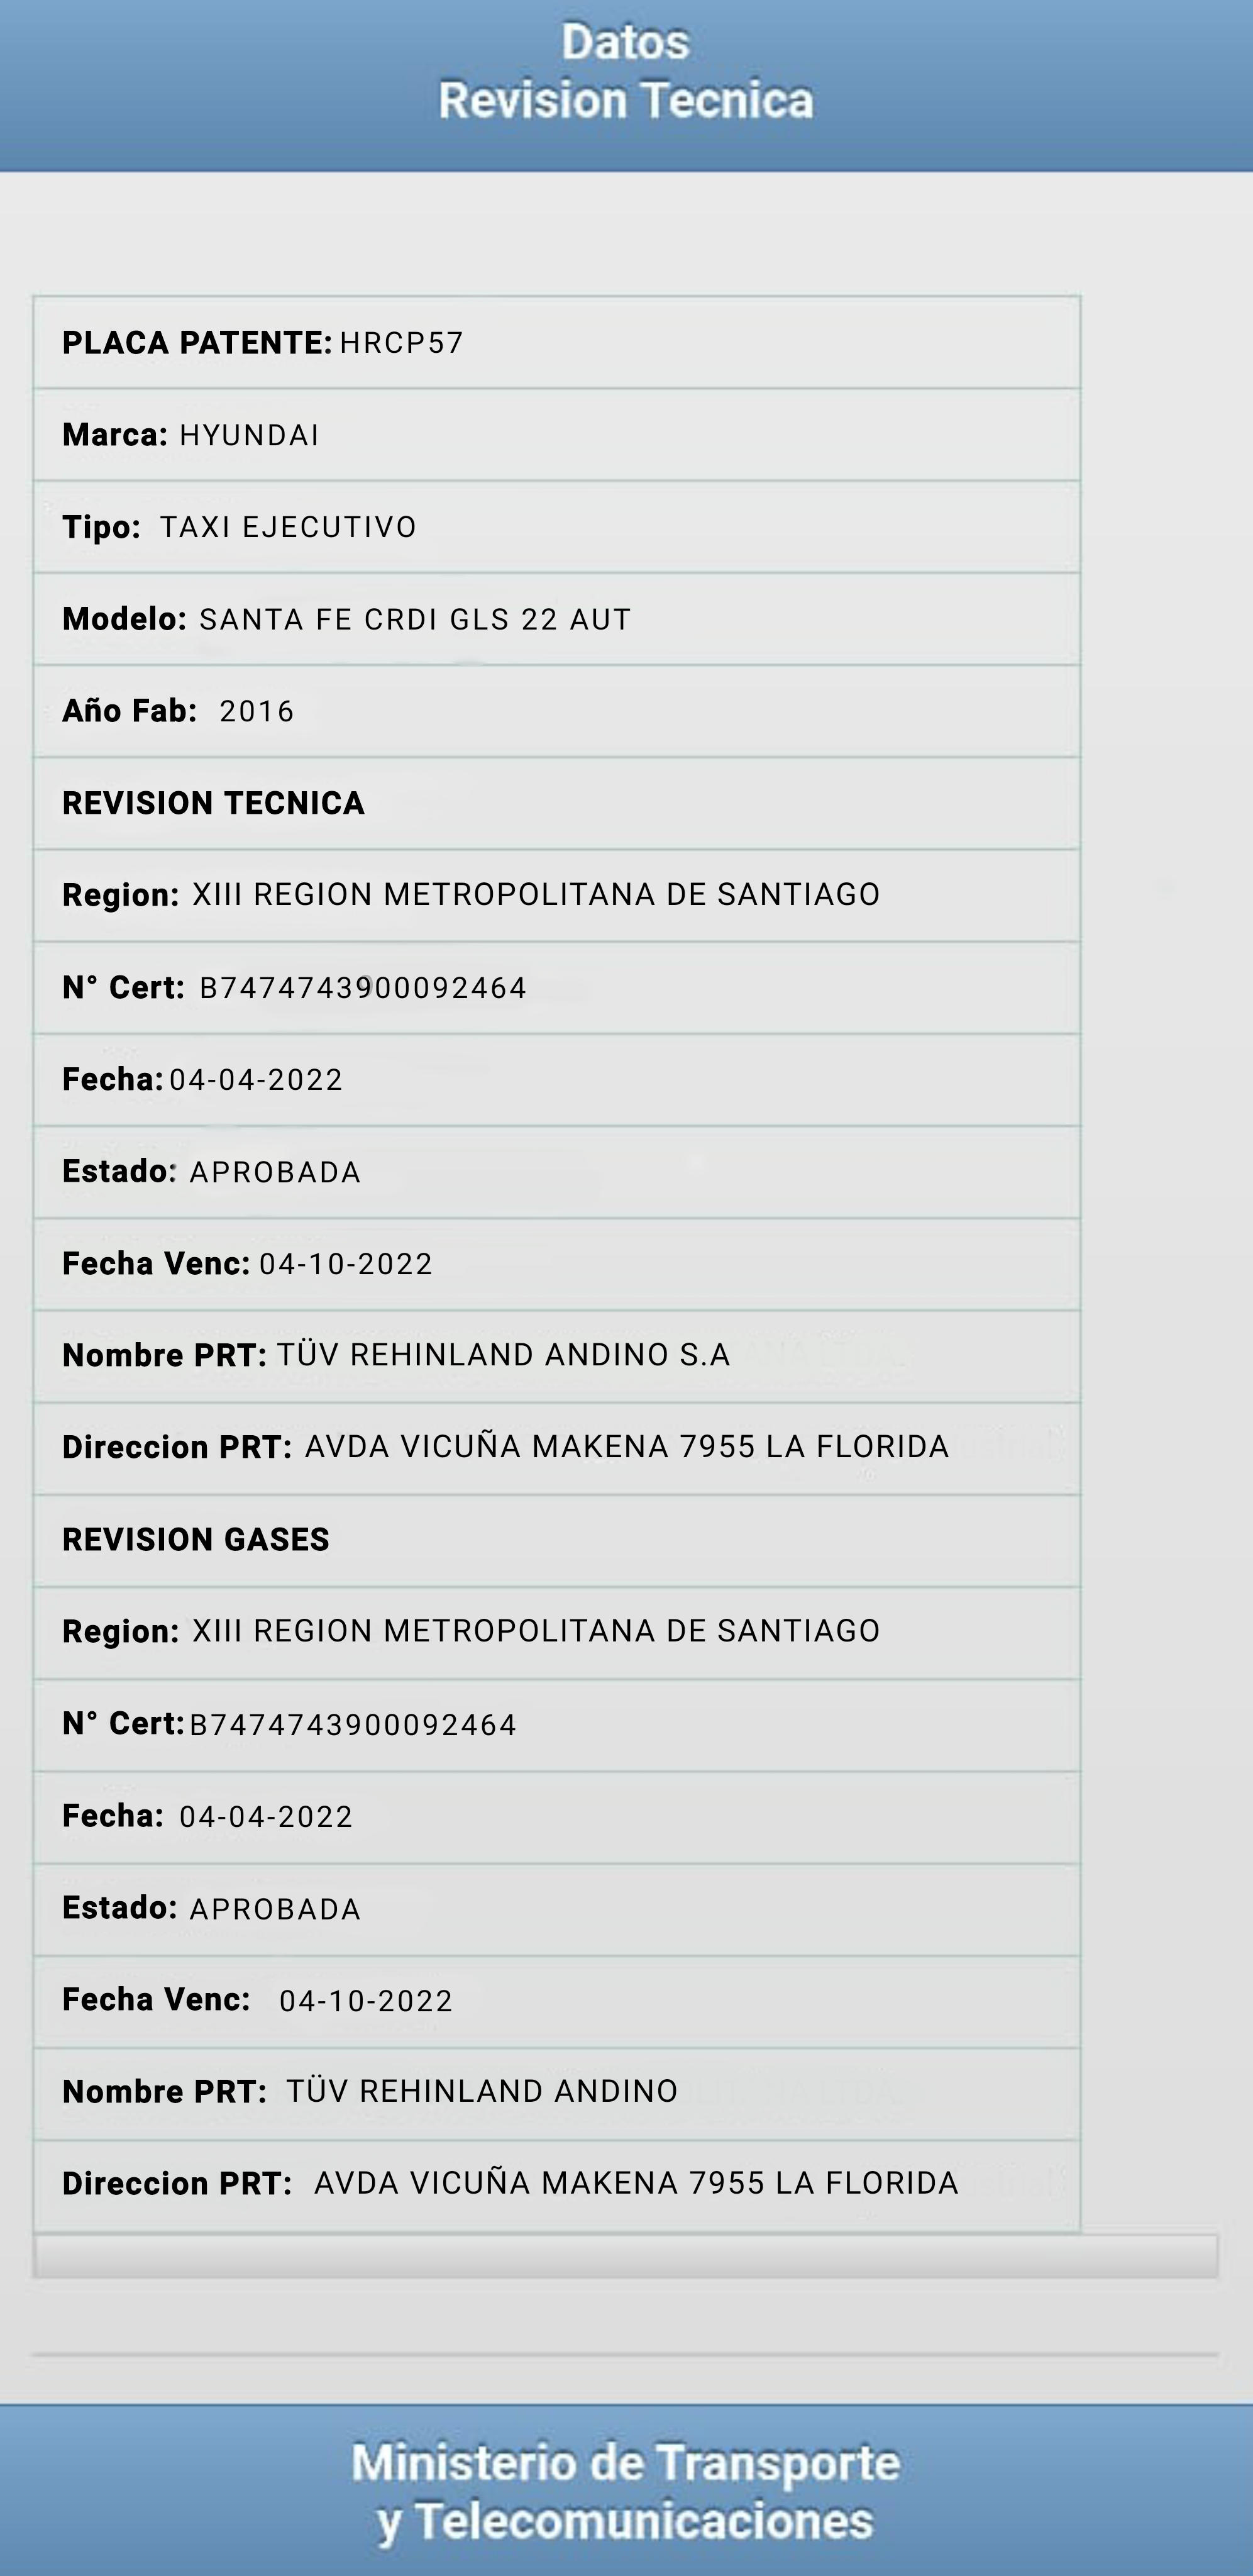 Datos
Revision Tecnica
PLACA PATENTE: HRCP57
Marca: HYUNDAI
Tipo: TAXI EJECUTIVO
Modelo: SANTA FE CRDI GLS 22 AUT
Año Fab: 2016
REVISION TECNICA
Region: XIII REGION METROPOLITANA DE SANTIAGO
N° Cert: B7474743900092464
Fecha: 04-04-2022
Estado: APROBADA
Fecha Venc: 04-10-2022
Nombre PRT: TÜV REHINLAND ANDINO S.A
Direccion PRT: AVDA VICUÑA MAKENA 7955 LA FLORIDA
REVISION GASES
Region: XIII REGION METROPOLITANA DE SANTIAGO
N° Cert: B7474743900092464
Fecha: 04-04-2022
Estado: APROBADA
Fecha Venc: 04-10-2022
Nombre PRT: TÜV REHINLAND ANDINO
Direccion PRT: AVDA VICUÑA MAKENA 7955 LA FLORIDA
Ministerio de Transporte
y Telecomunicaciones